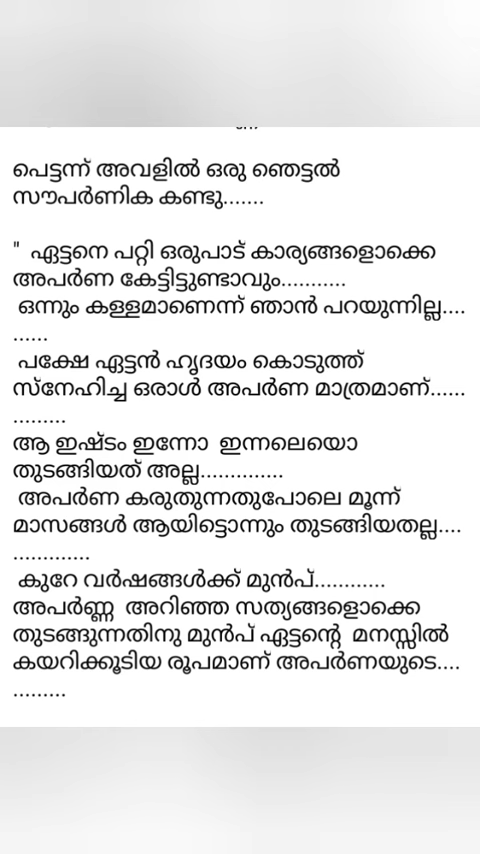 പെട്ടന്ന് അവളിൽ ഒരു ഞെട്ടൽ
സൗപർണിക കണ്ടു.......
" ഏട്ടനെ പറ്റി ഒരുപാട് കാര്യങ്ങളൊക്കെ
അപർണ കേട്ടിട്ടുണ്ടാവും...........
ഒന്നും കള്ളമാണെന്ന് ഞാൻ പറയുന്നില്ല....
......
പക്ഷേ ഏട്ടൻ ഹൃദയം കൊടുത്ത്
സ്നേഹിച്ച ഒരാൾ അപർണ മാത്രമാണ്......
.........
ആ ഇഷ്ടം ഇന്നോ ഇന്നലെയൊ
തുടങ്ങിയത് അല്ല..............
അപർണ കരുതുന്നതുപോലെ മൂന്ന്
മാസങ്ങൾ ആയിട്ടൊന്നും തുടങ്ങിയതല്ല....
.............
കുറേ വർഷങ്ങൾക്ക് മുൻപ്............
അപർണ്ണ അറിഞ്ഞ സത്യങ്ങളൊക്കെ
തുടങ്ങുന്നതിനു മുൻപ് ഏട്ടന്റെ മനസ്സിൽ
കയറിക്കൂടിയ രൂപമാണ് അപർണയുടെ....
.........